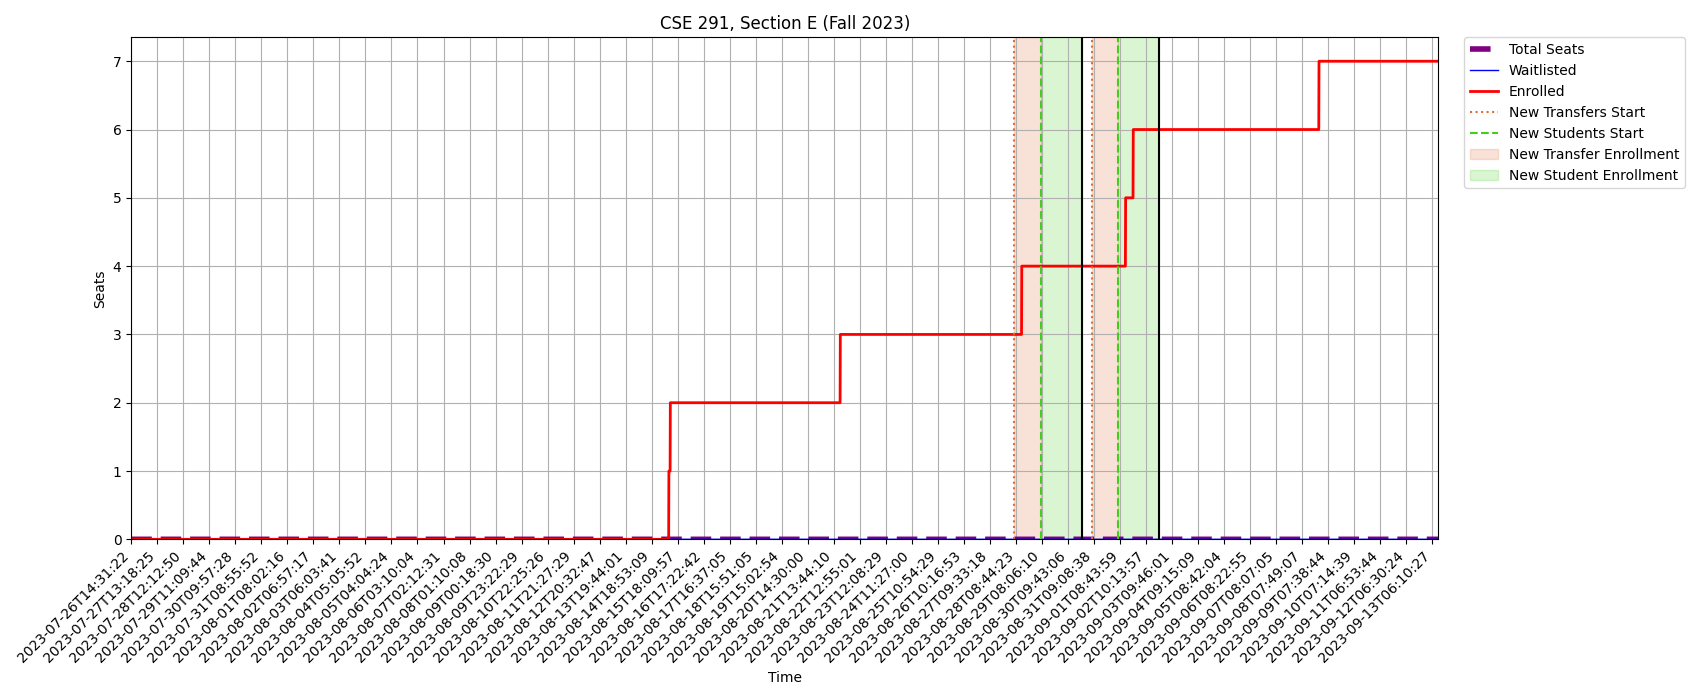 CSE 291, Section E (Fall 2023)
Seats
7
6
5
4
3
2
1
0
2023-07-26T14:31:22
2023-07-27T13:18:25
2023-07-28T12:12:50
2023-07-29T11:09:44
2023-07-30T09:57:28
2023-07-31T08:55:52
2023-08-01T08:02:16
2023-08-02T06:57:17
2023-08-03T06:03:41
2023-08-04T05:05:52
2023-08-05T04:04:24
2023-08-06T03:10:04
2023-08-07T02:12:31
2023-08-08T01:10:08
2023-08-09T00:18:30
2023-08-09T23:22:29
2023-08-10T22:25:26
2023-08-11T21:27:29
2023-08-12T20:32:47
2023-08-13T19:44:01
2023-08-14T18:53:09
2023-08-15T18:09:57
2023-08-16T17:22:42
2023-08-17T16:37:05
2023-08-18T15:51:05
2023-08-19T15:02:54
2023-08-20T14:30:00
2023-08-21T13:44:10
2023-08-22T12:55:01
2023-08-23T12:08:29
2023-08-24T11:27:00
2023-08-25T10:54:29
2023-08-26T10:16:53
2023-08-27T09:33:18
2023-08-28T08:44:23
2023-08-29T08:06:10
2023-08-30T09:43:06
2023-08-31T09:08:38
2023-09-01T08:43:59
2023-09-02T10:13:57
2023-09-03T09:46:01
2023-09-04T09:15:09
2023-09-05T08:42:04
2023-09-06T08:22:55
2023-09-07T08:07:05
2023-09-08T07:49:07
2023-09-09T07:38:44
2023-09-10T07:14:39
2023-09-11T06:53:44
2023-09-12T06:30:24
2023-09-13T06:10:27
Time
Total Seats
Waitlisted
Enrolled
New Transfers Start
New Students Start
New Transfer Enrollment
New Student Enrollment